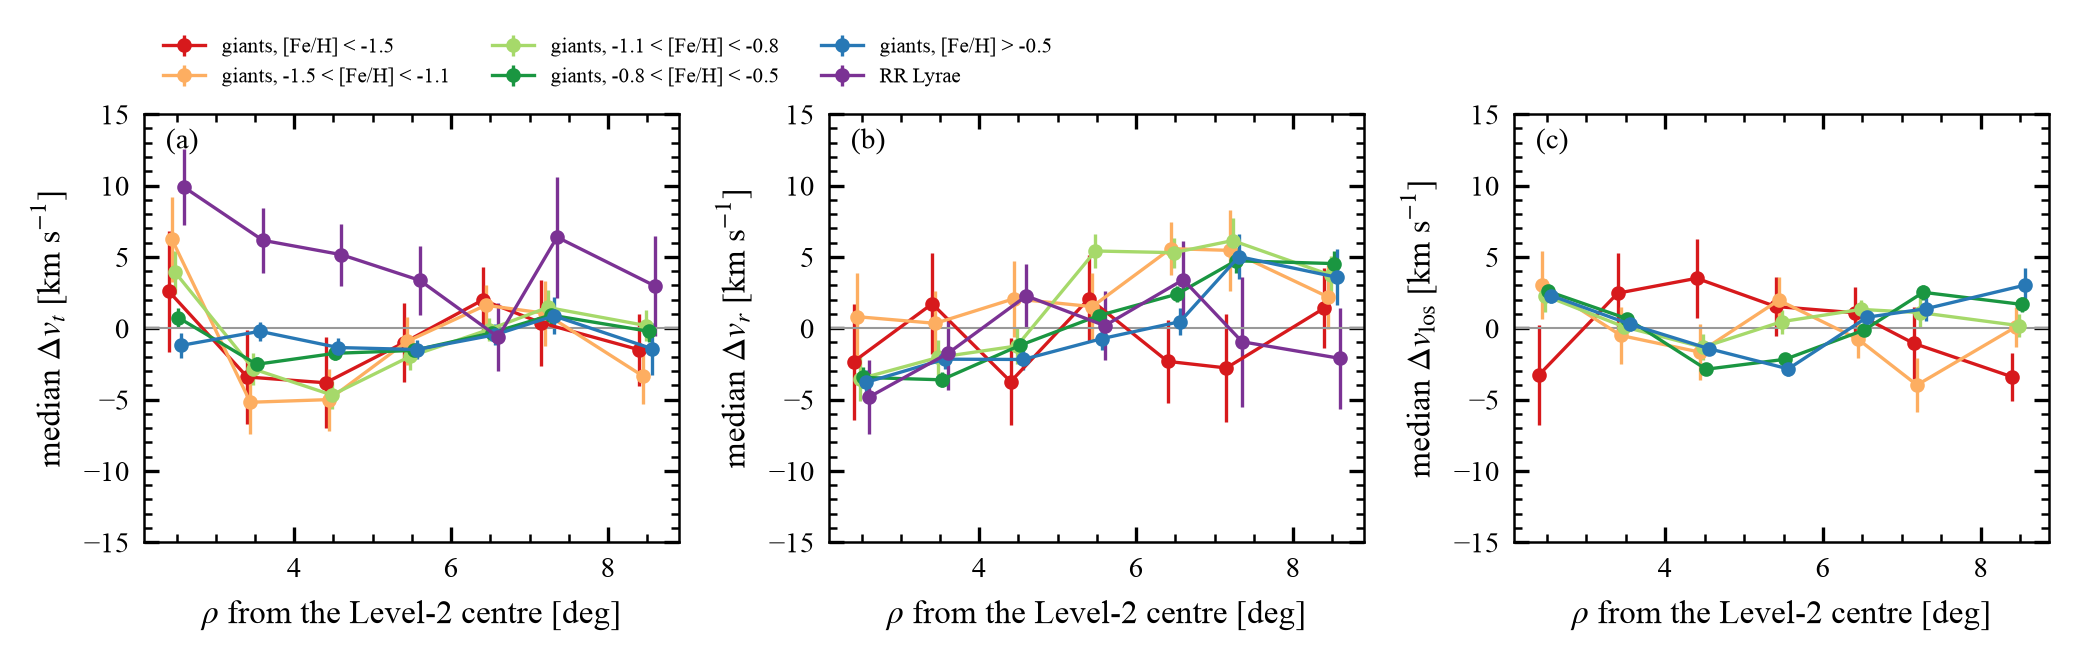 giants, [Fe/H] < -1.5
giants, -1.5 < [Fe/H] < -1.1
giants, -1.1 < [Fe/H] < -0.8
giants, -0.8 < [Fe/H] < -0.5
giants, [Fe/H] > -0.5
RR Lyrae
(a)
15
10
5
0
−5
−10
−15
4 6 8
median Δv_t [km s⁻¹]
ρ from the Level-2 centre [deg]
(b)
15
10
5
0
−5
−10
−15
4 6 8
median Δv_r [km s⁻¹]
ρ from the Level-2 centre [deg]
(c)
15
10
5
0
−5
−10
−15
4 6 8
median Δv_los [km s⁻¹]
ρ from the Level-2 centre [deg]